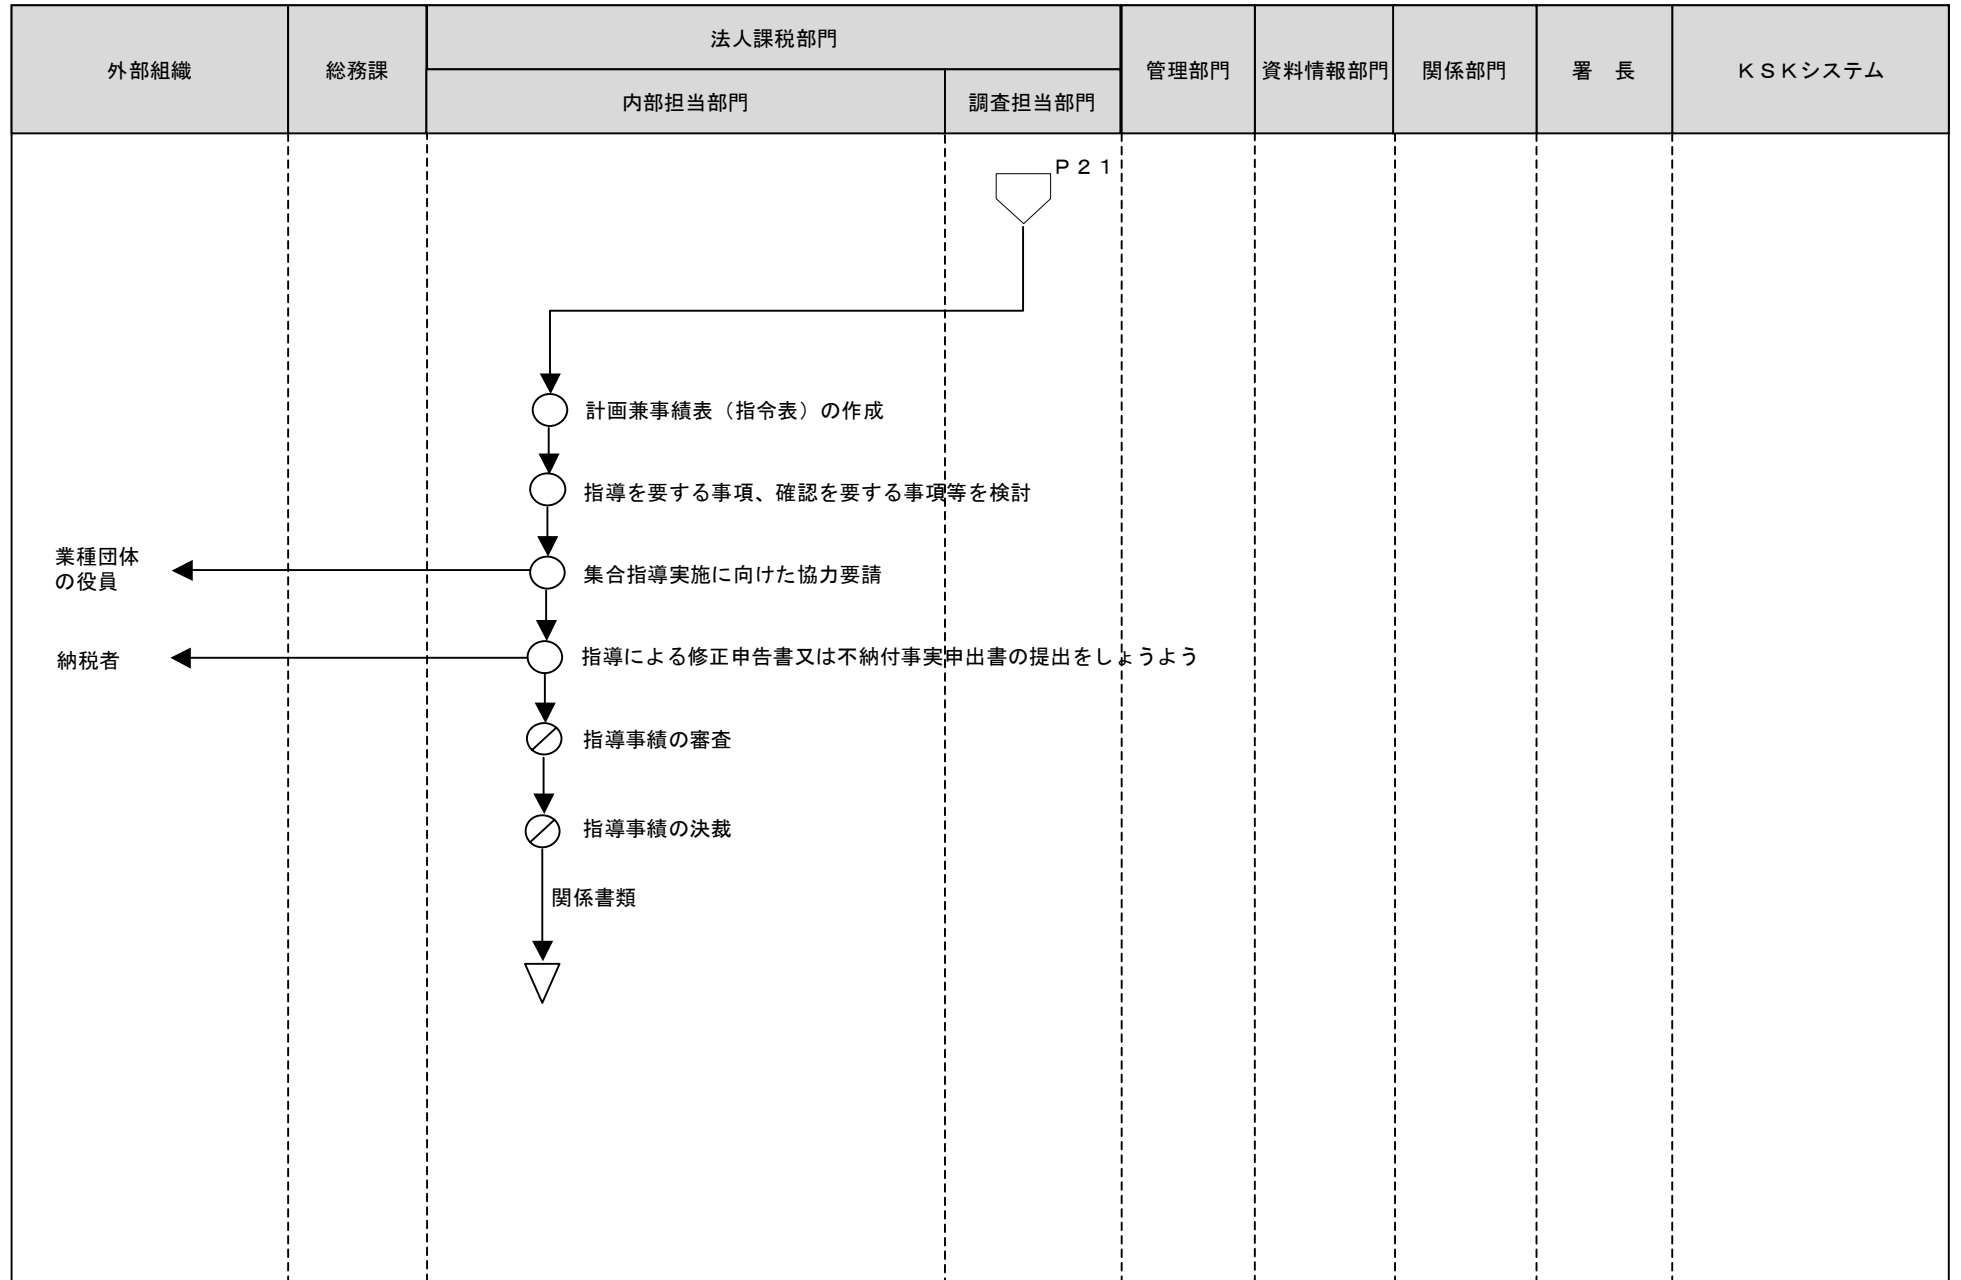 外部組織
総務課
法人課税部門
内部担当部門
調査担当部門
管理部門
資料情報部門
関係部門
署　長
ＫＳＫシステム
Ｐ２１
計画兼事績表（指令表）の作成
指導を要する事項、確認を要する事項等を検討
業種団体
の役員
集合指導実施に向けた協力要請
納税者
指導による修正申告書又は不納付事実申出書の提出をしょうよう
指導事績の審査
指導事績の決裁
関係書類